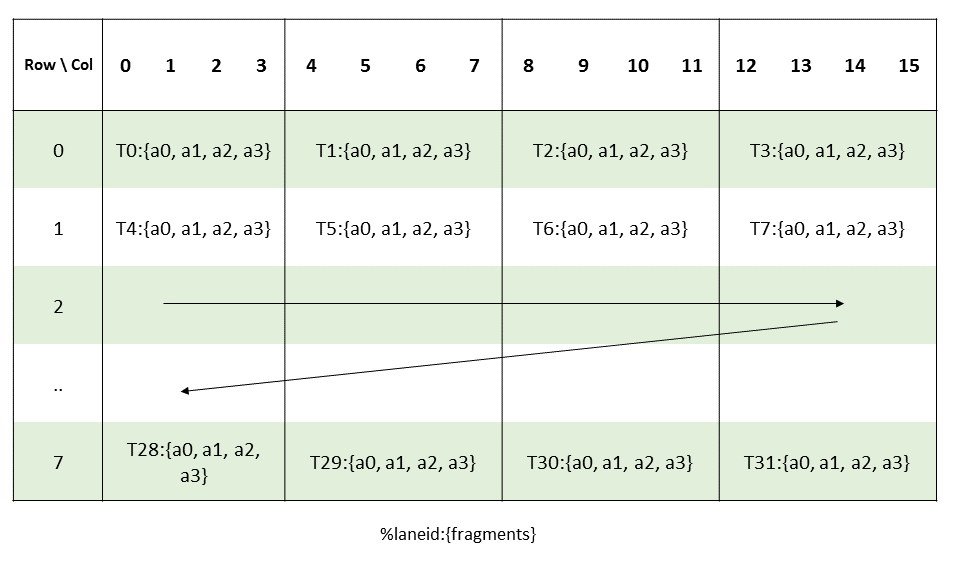 Row \ Col 0 1 2 3 4 5 6 7 8 9 10 11 12 13 14 15
0 T0:{a0, a1, a2, a3} T1:{a0, a1, a2, a3} T2:{a0, a1, a2, a3} T3:{a0, a1, a2, a3}
1 T4:{a0, a1, a2, a3} T5:{a0, a1, a2, a3} T6:{a0, a1, a2, a3} T7:{a0, a1, a2, a3}
2
..
7 T28:{a0, a1, a2, a3} T29:{a0, a1, a2, a3} T30:{a0, a1, a2, a3} T31:{a0, a1, a2, a3}
%laneid:{fragments}